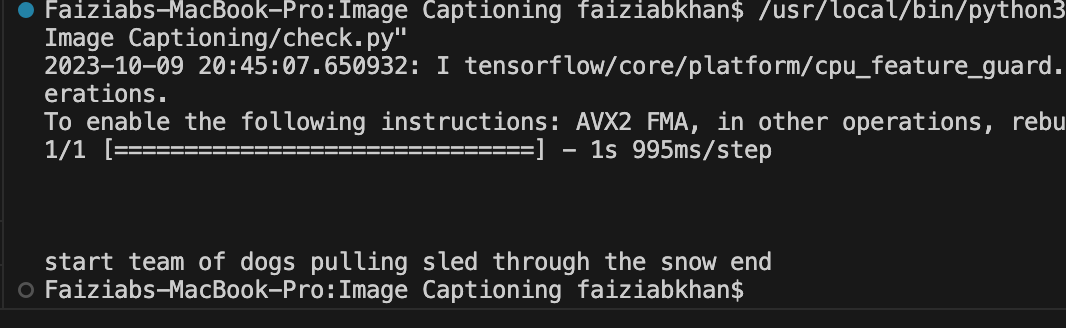 Faiziabs-MacBook-Pro:Image Captioning faiziabkhan$ /usr/local/bin/python3
Image Captioning/check.py"
2023-10-09 20:45:07.650932: I tensorflow/core/platform/cpu_feature_guard.
erations.
To enable the following instructions: AVX2 FMA, in other operations, rebu
1/1 [==============================] - 1s 995ms/step
start team of dogs pulling sled through the snow end
Faiziabs-MacBook-Pro:Image Captioning faiziabkhan$